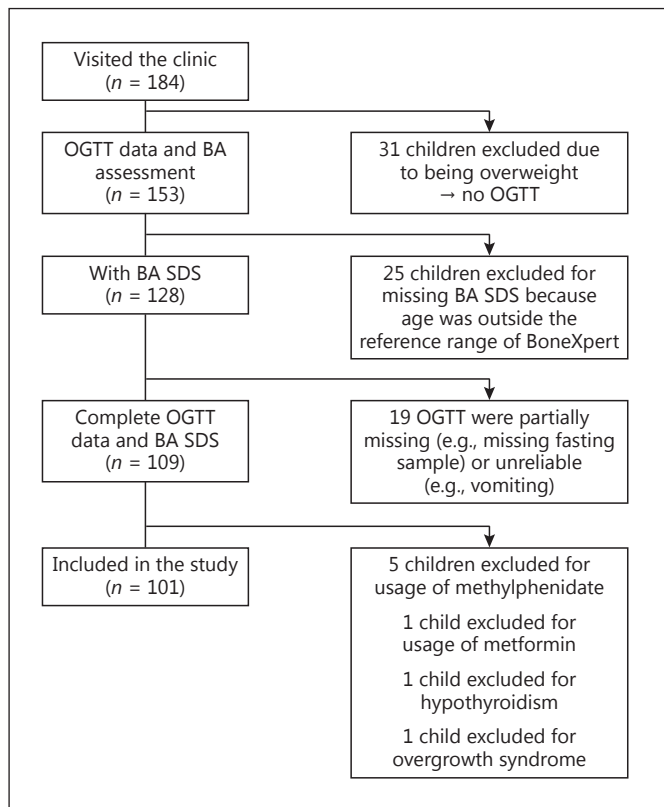 Visited the clinic
(n = 184)
OGTT data and BA
assessment
(n = 153)
31 children excluded due
to being overweight
→ no OGTT
With BA SDS
(n = 128)
25 children excluded for
missing BA SDS because
age was outside the
reference range of BoneXpert
Complete OGTT
data and BA SDS
(n = 109)
19 OGTT were partially
missing (e.g., missing fasting
sample) or unreliable
(e.g., vomiting)
Included in the study
(n = 101)
5 children excluded for
usage of methylphenidate
1 child excluded for
usage of metformin
1 child excluded for
hypothyroidism
1 child excluded for
overgrowth syndrome